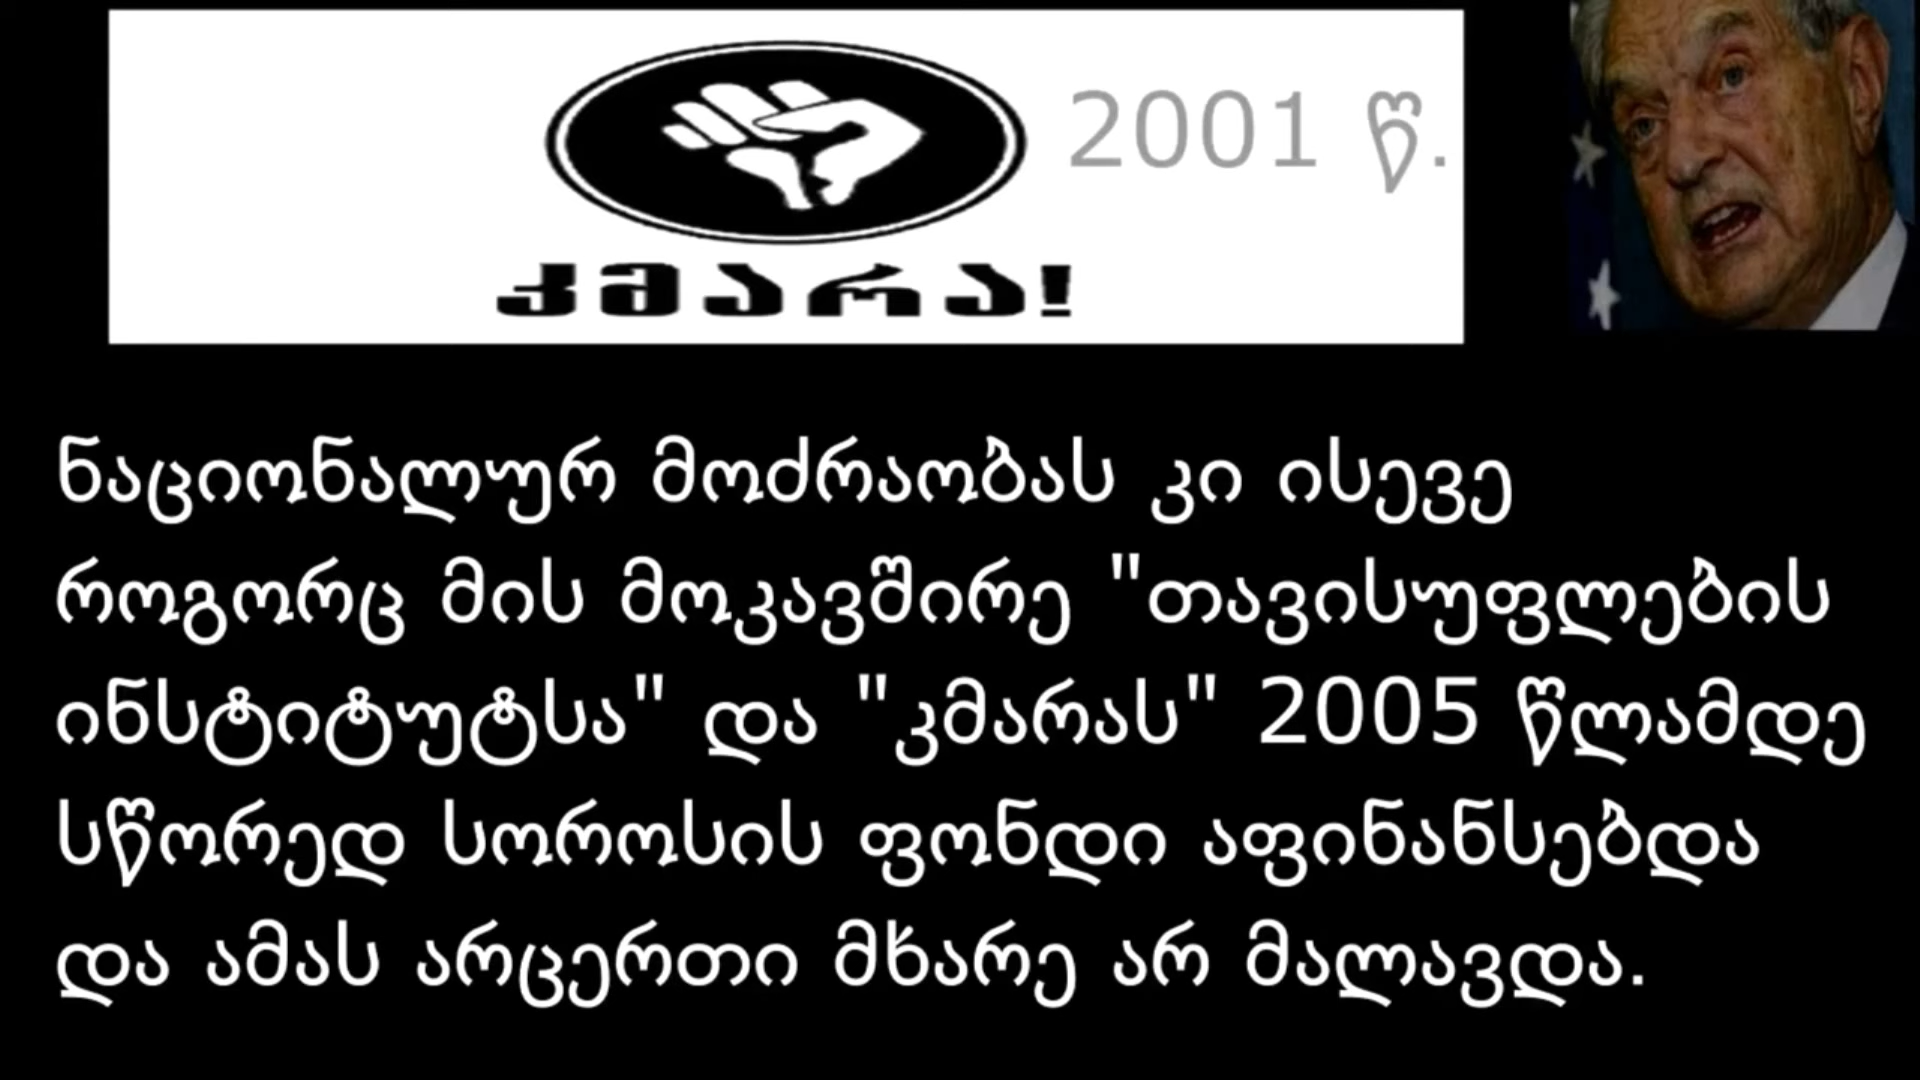 2001 წ.
კმარა!
ნაციონალურ მოძრაობას კი ისევე
როგორც მის მოკავშირე "თავისუფლების
ინსტიტუტსა" და "კმარას" 2005 წლამდე
სწორედ სოროსის ფონდი აფინანსებდა
და ამას არცერთი მხარე არ მალავდა.